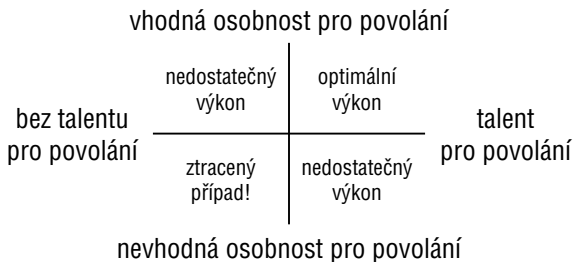 vhodná osobnost pro povolání
nedostatečný
výkon
optimální
výkon
bez talentu
pro povolání
talent
pro povolání
ztracený
případ!
nedostatečný
výkon
nevhodná osobnost pro povolání